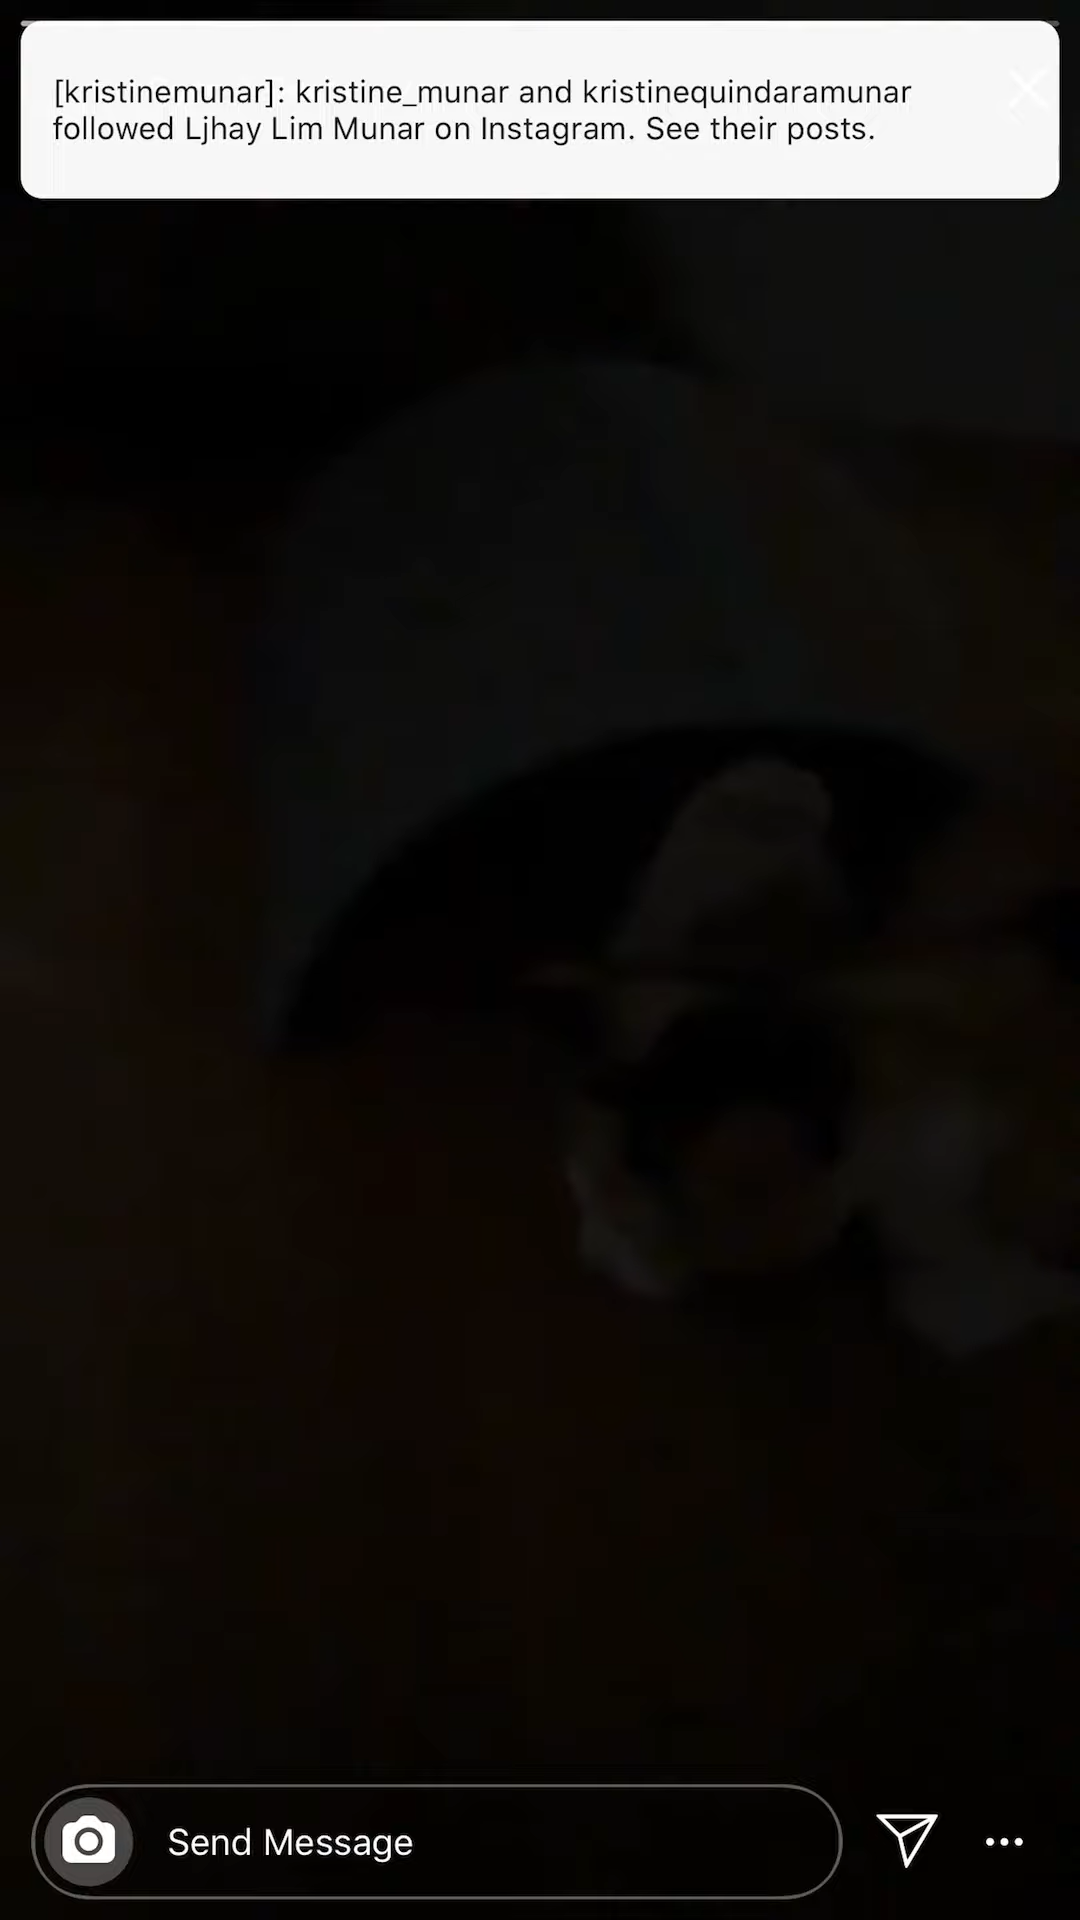 [kristinemunar]: kristine_munar and kristinequindaramunar
followed Ljhay Lim Munar on Instagram. See their posts.
Send Message